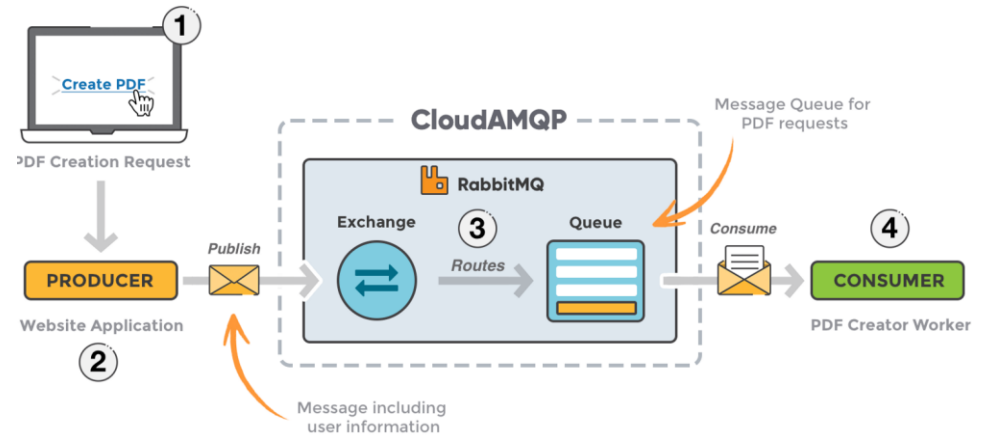 1
Create PDF
PDF Creation Request
PRODUCER
Website Application
2
Publish
Message including
user information
CloudAMQP
RabbitMQ
Exchange
3
Routes
Queue
Message Queue for
PDF requests
Consume
4
CONSUMER
PDF Creator Worker